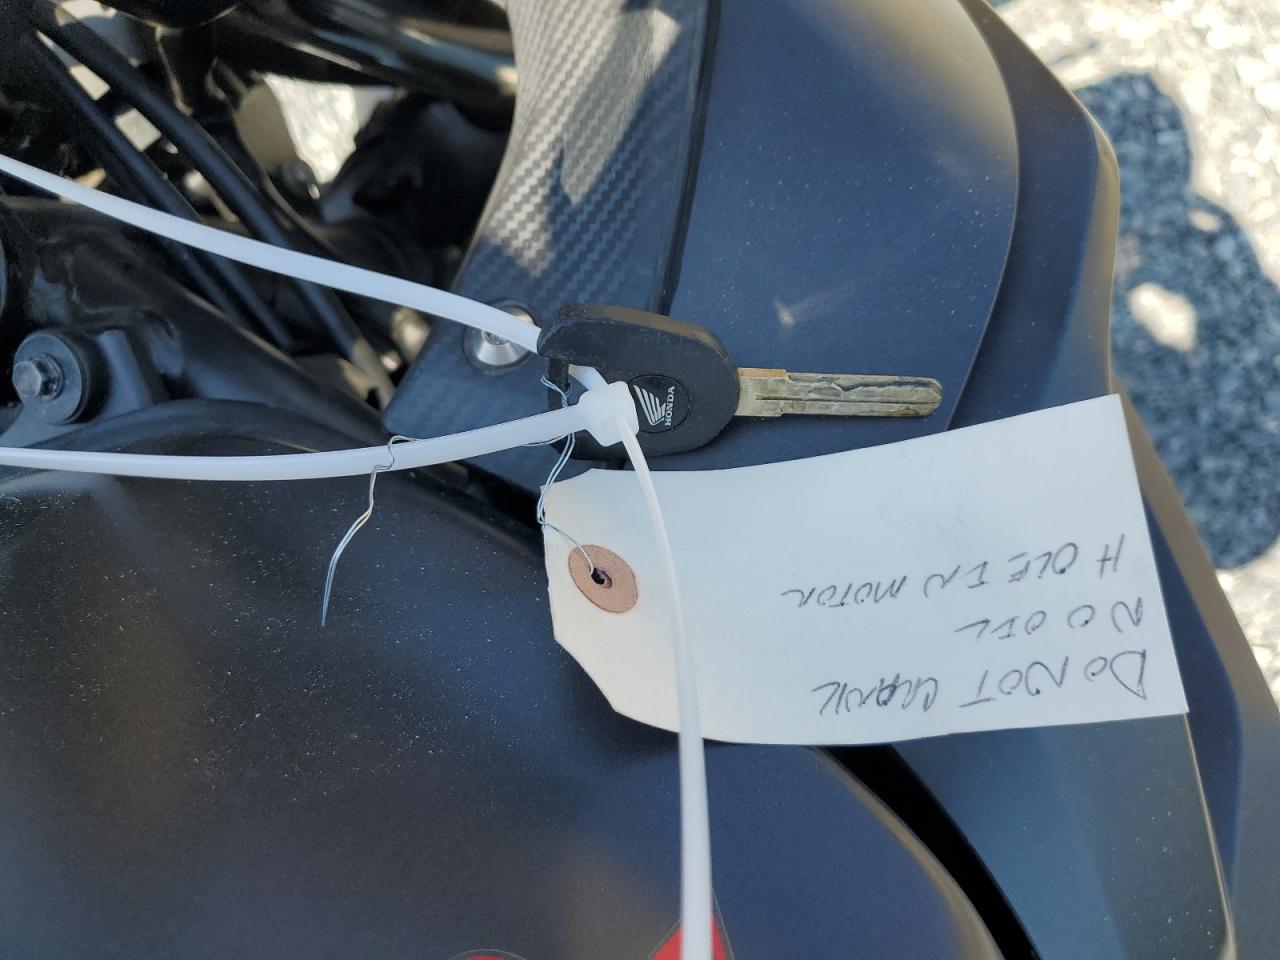 DO NOT CRANK
NO OIL
HOLE IN MOTOR
HONDA